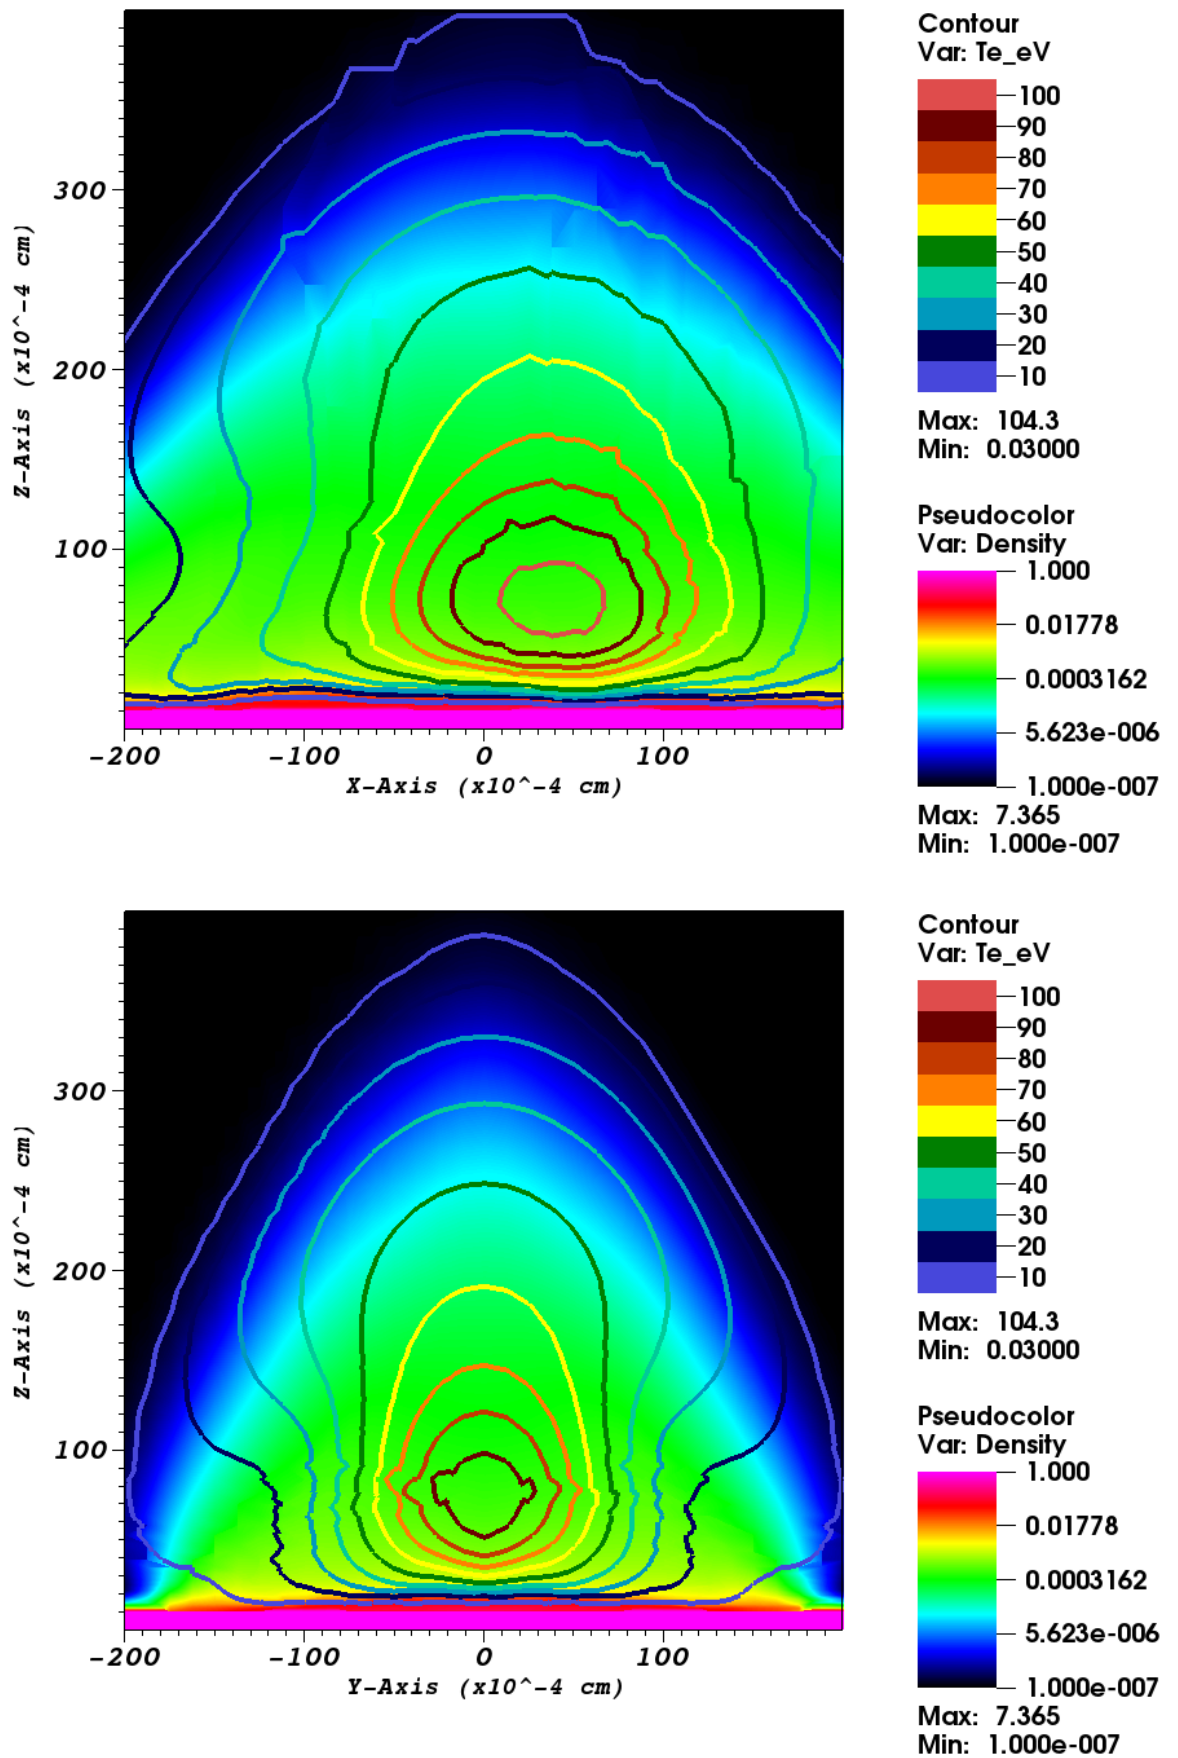 Contour
Var: Te_eV
100
90
80
70
60
50
40
30
20
10
Max: 104.3
Min: 0.03000
Pseudocolor
Var: Density
1.000
0.01778
0.0003162
5.623e-006
1.000e-007
Max: 7.365
Min: 1.000e-007
Z-Axis (x10^-4 cm)
300
200
100
-200
-100
0
100
X-Axis (x10^-4 cm)
Contour
Var: Te_eV
100
90
80
70
60
50
40
30
20
10
Max: 104.3
Min: 0.03000
Pseudocolor
Var: Density
1.000
0.01778
0.0003162
5.623e-006
1.000e-007
Max: 7.365
Min: 1.000e-007
Z-Axis (x10^-4 cm)
300
200
100
-200
-100
0
100
Y-Axis (x10^-4 cm)